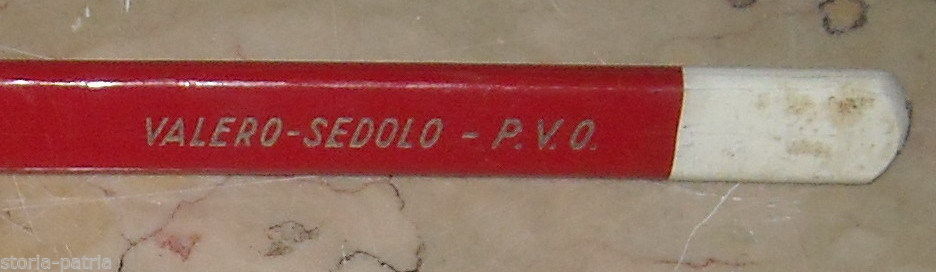 VALERO-SEDOLO - P.V.O.
storia-patria